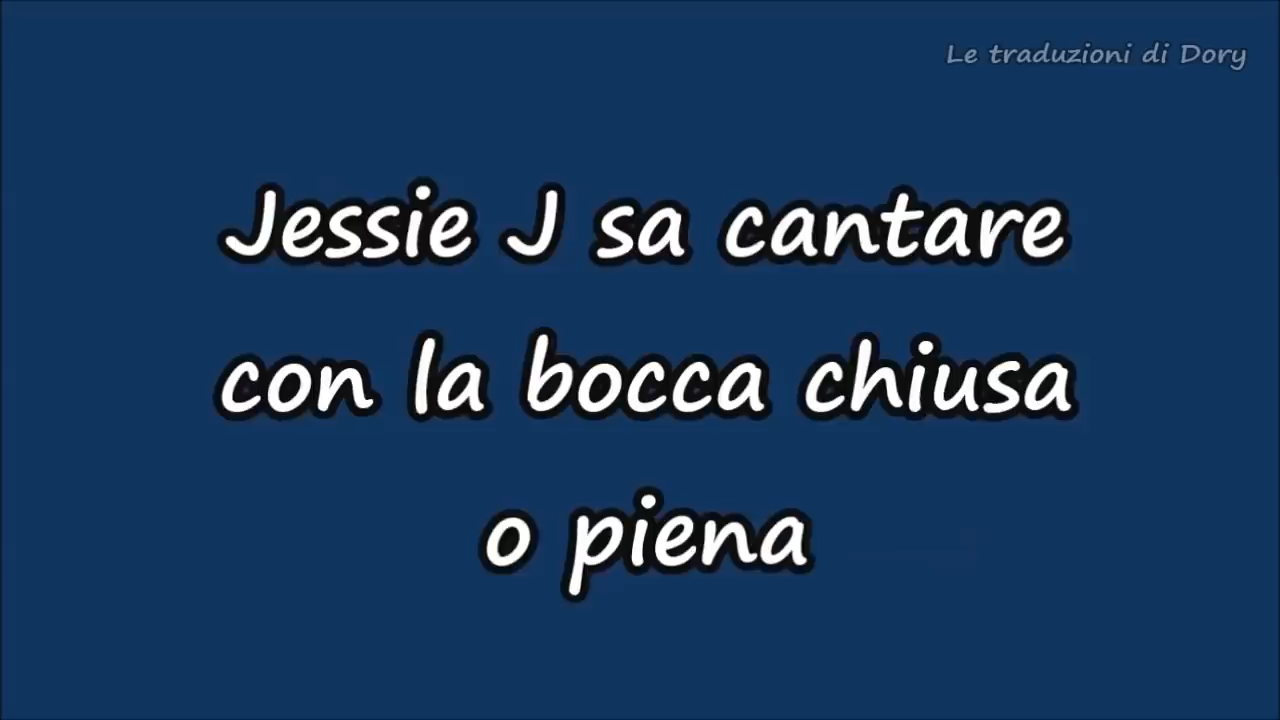 Le traduzioni di Dory
Jessie J sa cantare
con la bocca chiusa
o piena